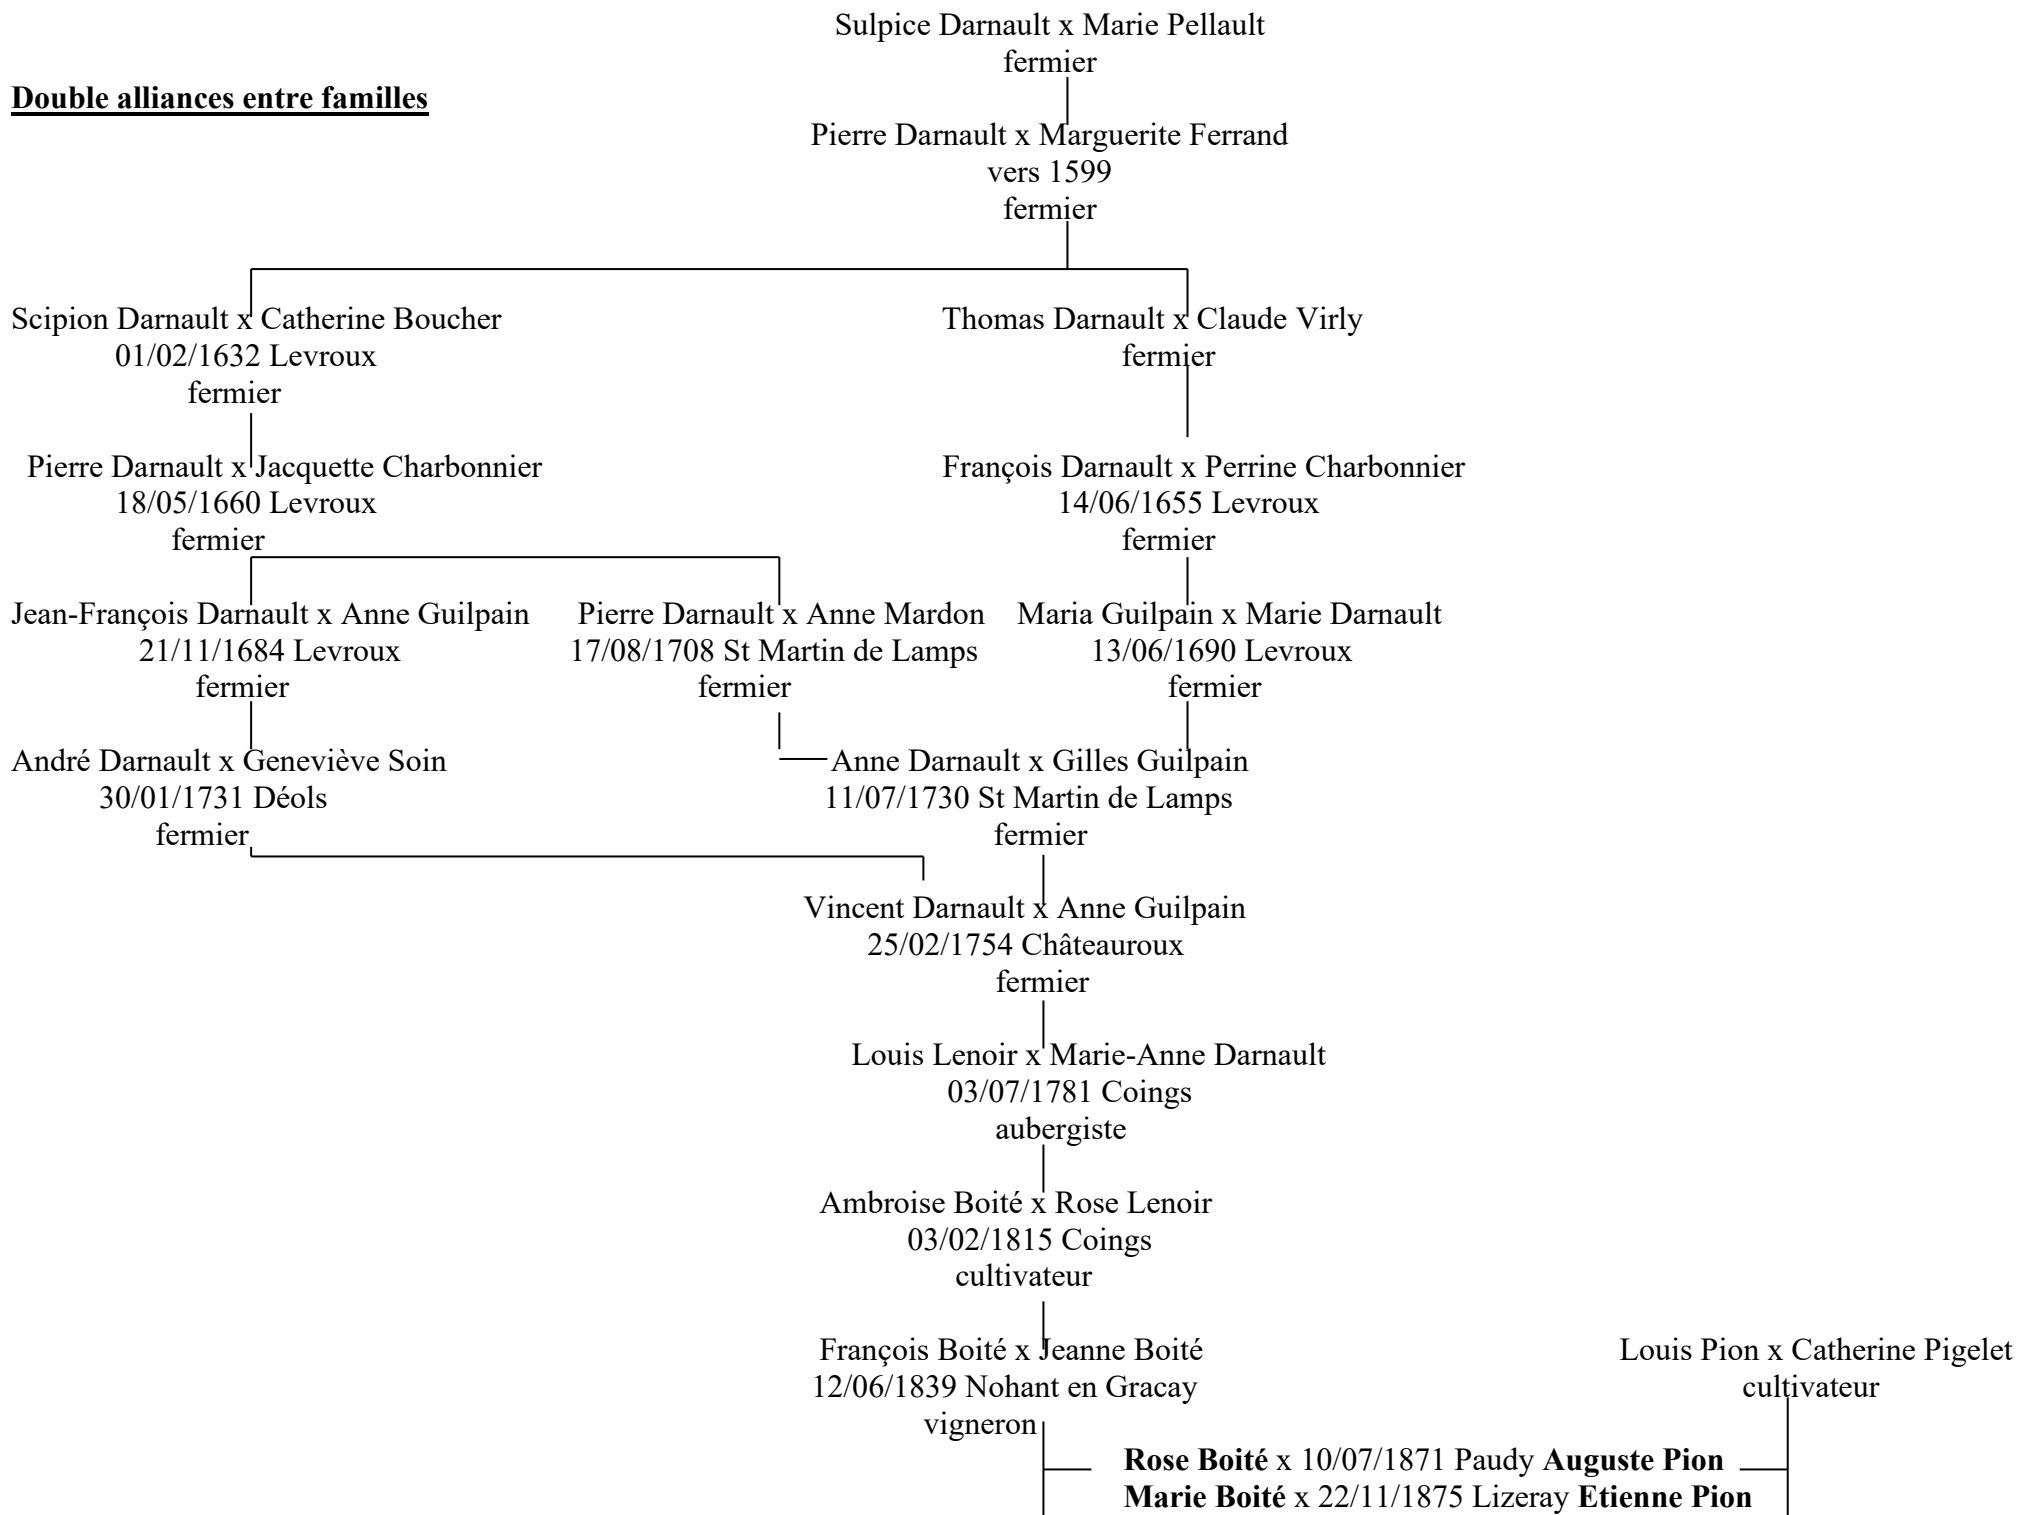 Sulpice Darnault x Marie Pellault
fermier
Double alliances entre familles
Pierre Darnault x Marguerite Ferrand
vers 1599
fermier
Scipion Darnault x Catherine Boucher
01/02/1632 Levroux
fermier
Thomas Darnault x Claude Virly
fermier
Pierre Darnault x Jacquette Charbonnier
18/05/1660 Levroux
fermier
François Darnault x Perrine Charbonnier
14/06/1655 Levroux
fermier
Jean-François Darnault x Anne Guilpain
21/11/1684 Levroux
fermier
Pierre Darnault x Anne Mardon
17/08/1708 St Martin de Lamps
fermier
Maria Guilpain x Marie Darnault
13/06/1690 Levroux
fermier
André Darnault x Geneviève Soin
30/01/1731 Déols
fermier
Anne Darnault x Gilles Guilpain
11/07/1730 St Martin de Lamps
fermier
Vincent Darnault x Anne Guilpain
25/02/1754 Châteauroux
fermier
Louis Lenoir x Marie-Anne Darnault
03/07/1781 Coings
aubergiste
Ambroise Boité x Rose Lenoir
03/02/1815 Coings
cultivateur
François Boité x Jeanne Boité
12/06/1839 Nohant en Gracay
vigneron
Louis Pion x Catherine Pigelet
cultivateur
Rose Boité x 10/07/1871 Paudy Auguste Pion
Marie Boité x 22/11/1875 Lizeray Etienne Pion